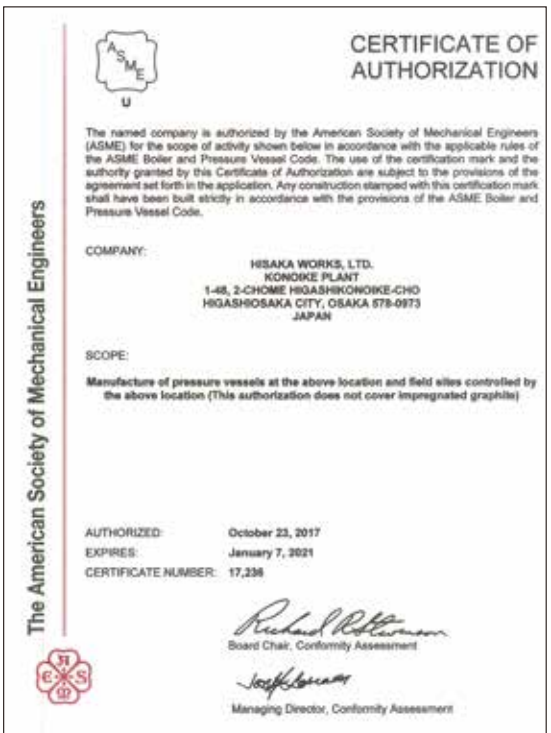 ASME
U
CERTIFICATE OF
AUTHORIZATION
The named company is authorized by the American Society of Mechanical Engineers
(ASME) for the scope of activity shown below in accordance with the applicable rules of
the ASME Boiler and Pressure Vessel Code. The use of the certification mark and the
authority granted by this Certificate of Authorization are subject to the provisions of the
agreement set forth in the application. Any construction stamped with this certification mark
shall have been built strictly in accordance with the provisions of the ASME Boiler and
Pressure Vessel Code.
COMPANY:
HISAKA WORKS, LTD.
KONOIKE PLANT
1-48, 2-CHOME HIGASHIKONOIKE-CHO
HIGASHIOSAKA CITY, OSAKA 578-0973
JAPAN
SCOPE:
Manufacture of pressure vessels at the above location and field sites controlled by
the above location (This authorization does not cover impregnated graphite)
AUTHORIZED: October 23, 2017
EXPIRES: January 7, 2021
CERTIFICATE NUMBER: 17,236
Board Chair, Conformity Assessment
Managing Director, Conformity Assessment
The American Society of Mechanical Engineers
ASME